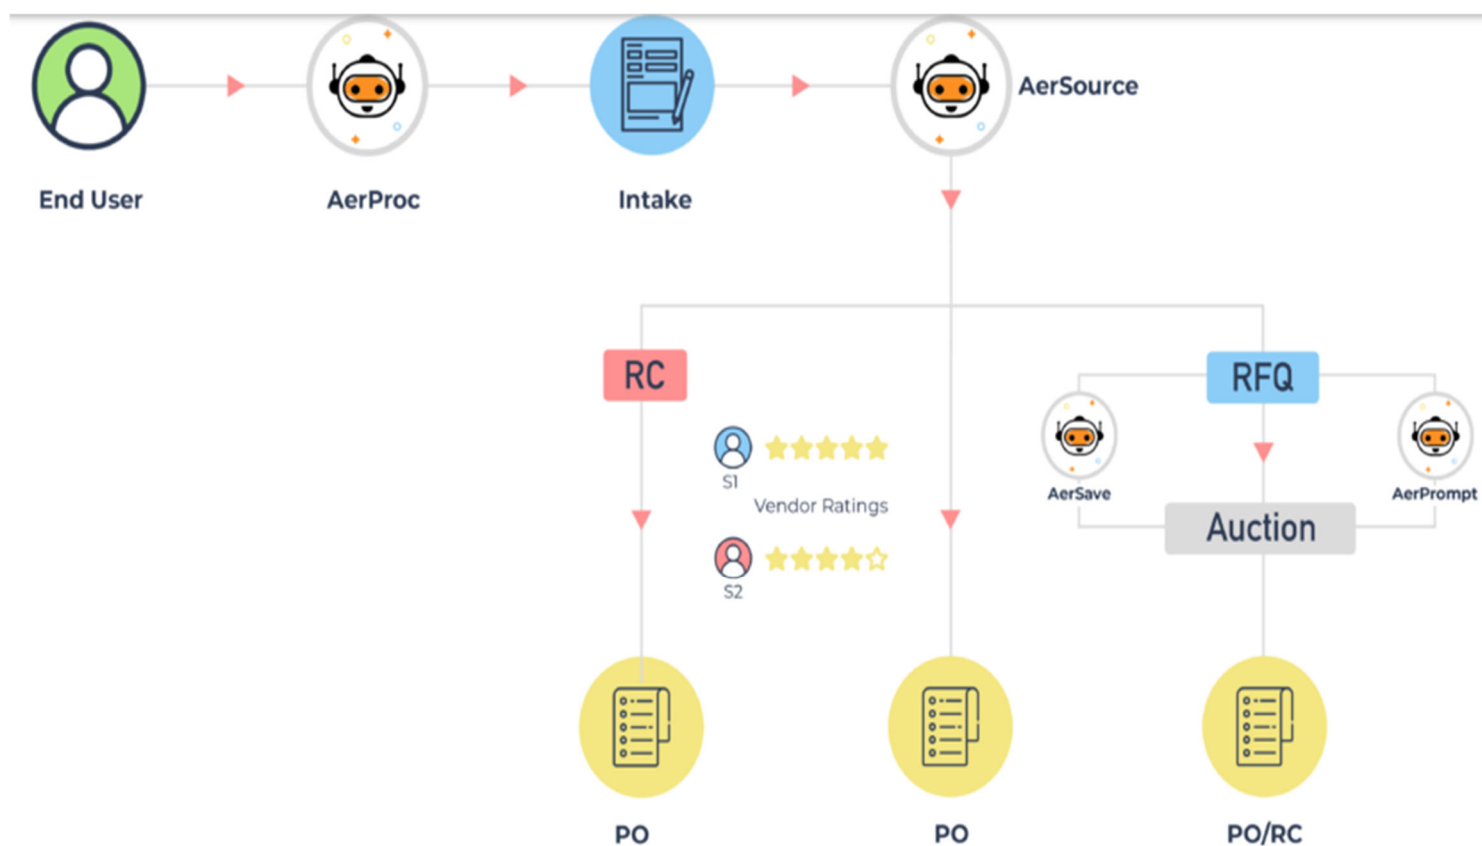 AerSource
End User
AerProc
Intake
RC
RFQ
S1
Vendor Ratings
S2
AerSave
AerPrompt
Auction
PO
PO
PO/RC